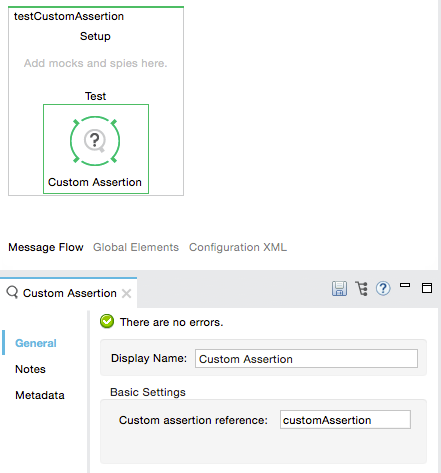 testCustomAssertion
Setup
Add mocks and spies here.
Test
?
Custom Assertion
Message Flow Global Elements Configuration XML
Custom Assertion
?
There are no errors.
General
Notes
Metadata
Display Name: Custom Assertion
Basic Settings
Custom assertion reference: customAssertion